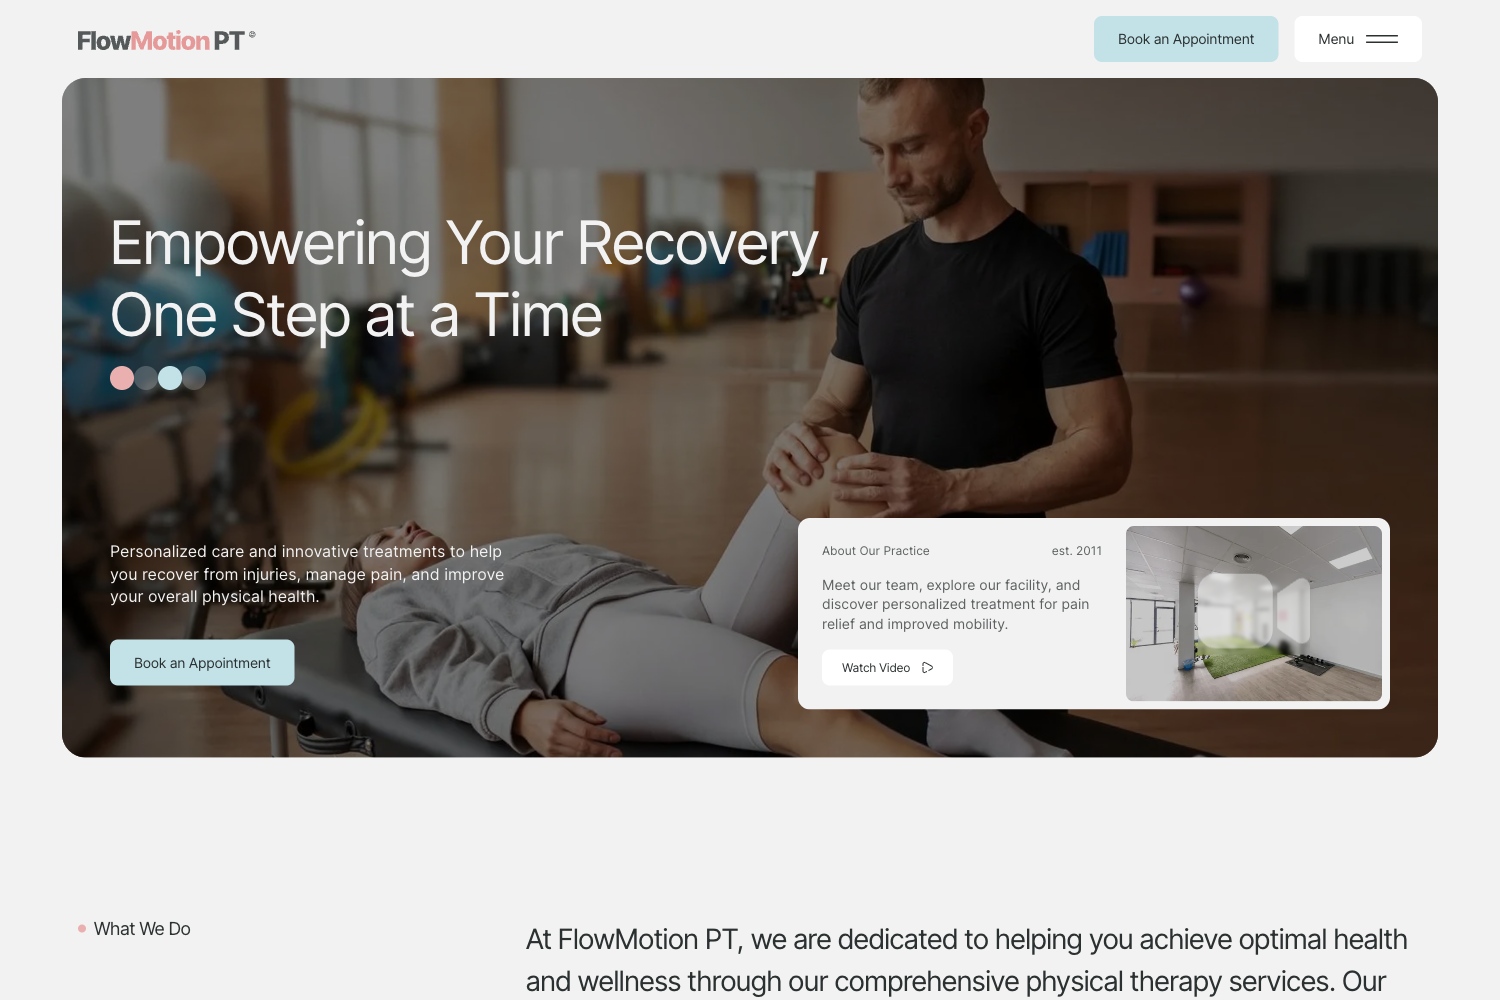 FlowMotion PT
Book an Appointment
Menu
Empowering Your Recovery,
One Step at a Time
Personalized care and innovative treatments to help
you recover from injuries, manage pain, and improve
your overall physical health.
Book an Appointment
About Our Practice
est. 2011
Meet our team, explore our facility, and
discover personalized treatment for pain
relief and improved mobility.
Watch Video
What We Do
At FlowMotion PT, we are dedicated to helping you achieve optimal health
and wellness through our comprehensive physical therapy services. Our